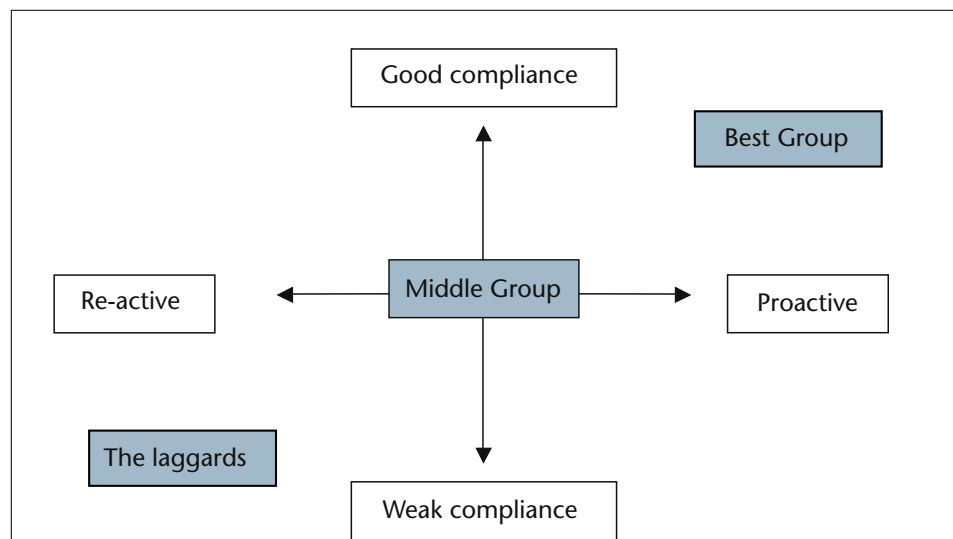 Good compliance
Best Group
Middle Group
Re-active
Proactive
The laggards
Weak compliance